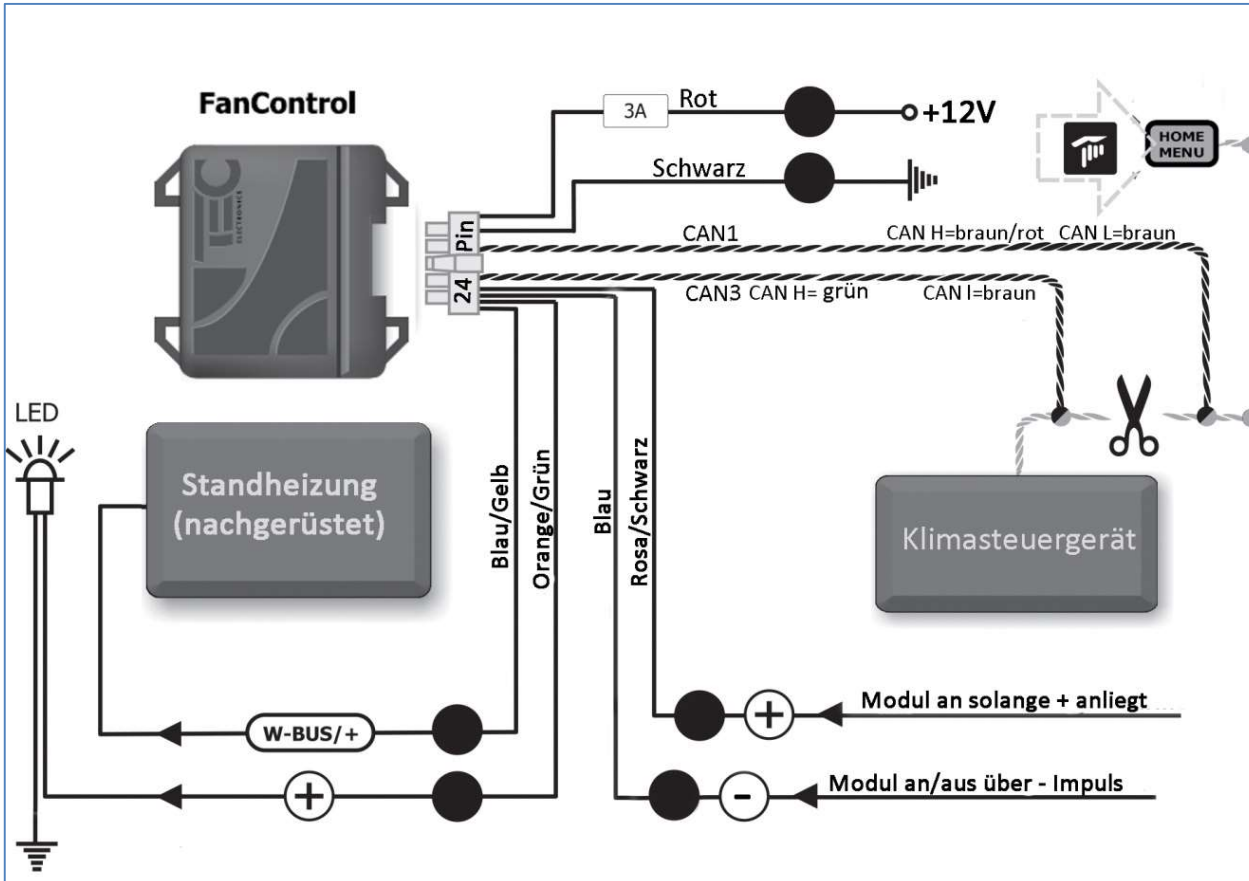 FanControl
3A
Rot
+12V
Schwarz
HOME
MENU
TEC
ELECTRONICS
Pin
24
CAN1
CAN H=braun/rot
CAN L=braun
CAN3
CAN H= grün
CAN l=braun
LED
Standheizung
(nachgerüstet)
Blau/Gelb
Orange/Grün
Blau
Rosa/Schwarz
Klimasteuergerät
W-BUS/+
+
+
Modul an solange + anliegt
-
Modul an/aus über - Impuls